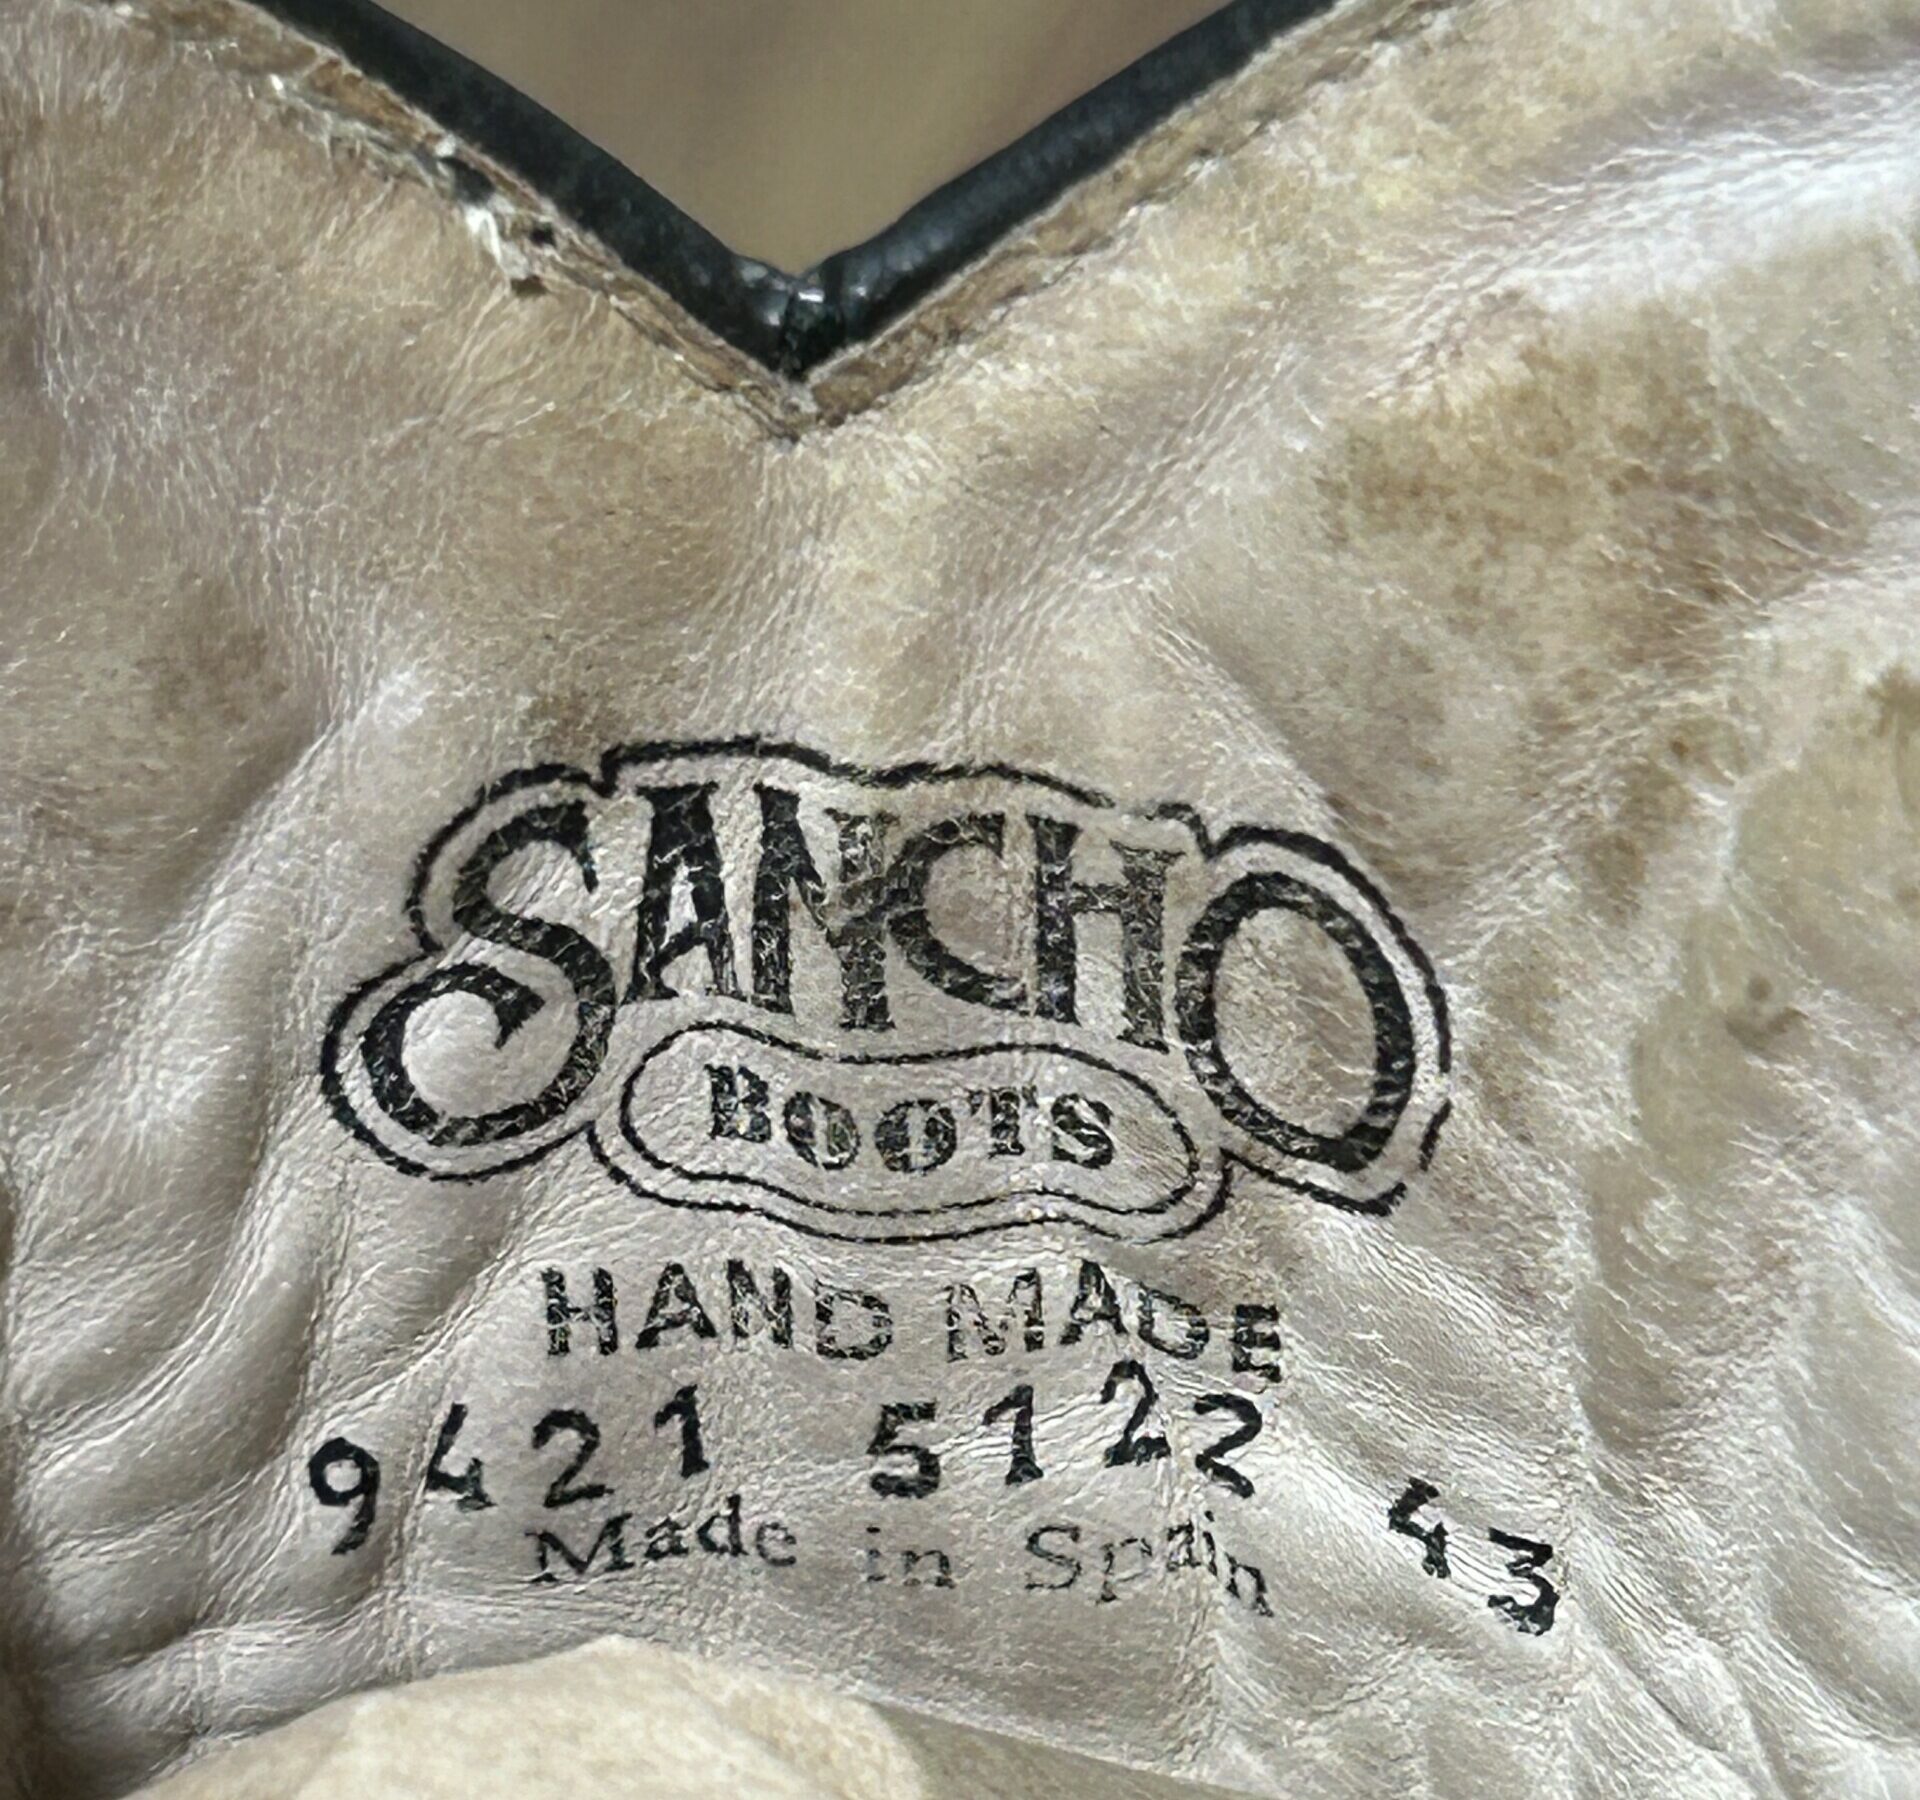 SANCHO
BOOTS
HAND MADE
9421 5122 43
Made in Spain